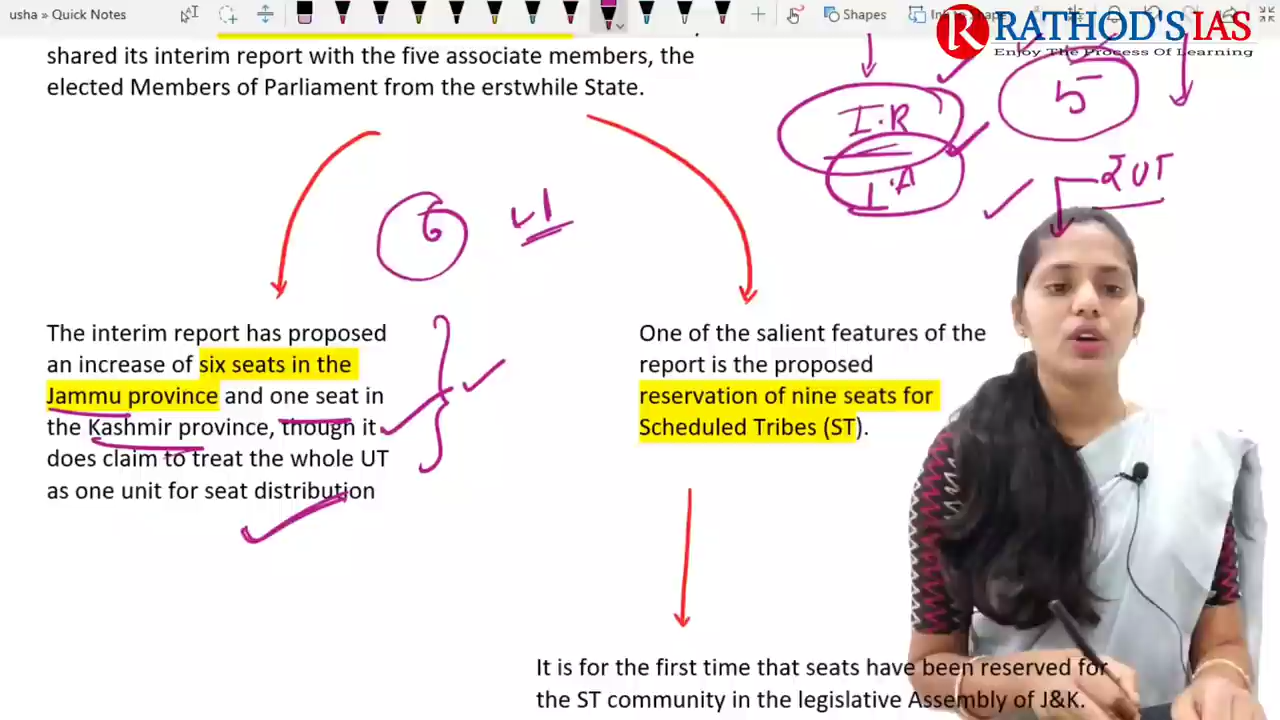 usha » Quick Notes
Shapes
RATHOD'S IAS
Enjoy The Process Of Learning
shared its interim report with the five associate members, the
elected Members of Parliament from the erstwhile State.
I.R
5
I.A
2 UT
6
1
The interim report has proposed
an increase of six seats in the
Jammu province and one seat in
the Kashmir province, though it
does claim to treat the whole UT
as one unit for seat distribution
One of the salient features of the
report is the proposed
reservation of nine seats for
Scheduled Tribes (ST).
It is for the first time that seats have been reserved for
the ST community in the legislative Assembly of J&K.